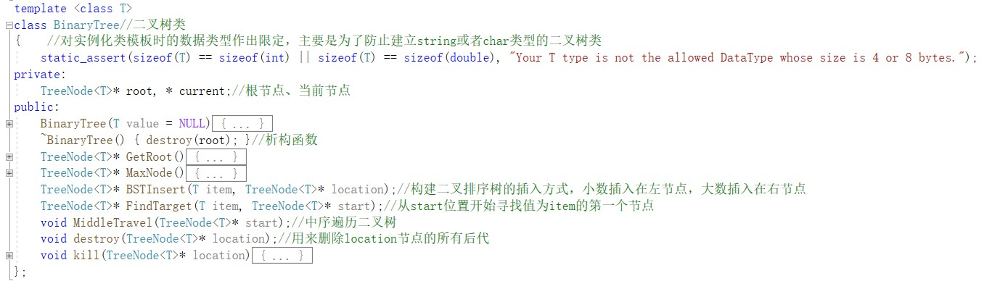 template <class T>
class BinaryTree//二叉树类
{ //对实例化类模板时的数据类型作出限定，主要是为了防止建立string或者char类型的二叉树类
static_assert(sizeof(T) == sizeof(int) || sizeof(T) == sizeof(double), "Your T type is not the allowed DataType whose size is 4 or 8 bytes.");
private:
TreeNode<T>* root, * current;//根节点、当前节点
public:
BinaryTree(T value = NULL) { ... }
~BinaryTree() { destroy(root); }//析构函数
TreeNode<T>* GetRoot() { ... }
TreeNode<T>* MaxNode() { ... }
TreeNode<T>* BSTInsert(T item, TreeNode<T>* location);//构建二叉排序树的插入方式，小数插入在左节点，大数插入在右节点
TreeNode<T>* FindTarget(T item, TreeNode<T>* start);//从start位置开始寻找值为item的第一个节点
void MiddleTravel(TreeNode<T>* start);//中序遍历二叉树
void destroy(TreeNode<T>* location);//用来删除location节点的所有后代
void kill(TreeNode<T>* location) { ... }
};